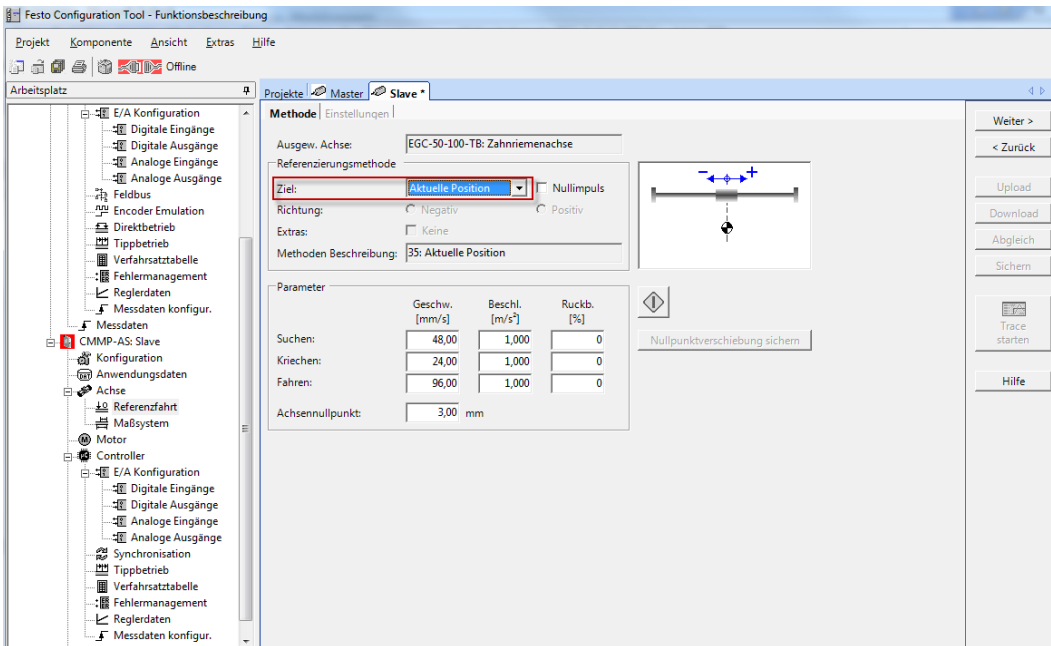 Festo Configuration Tool - Funktionsbeschreibung
Projekt Komponente Ansicht Extras Hilfe
Offline
Arbeitsplatz
E/A Konfiguration
Digitale Eingänge
Digitale Ausgänge
Analoge Eingänge
Analoge Ausgänge
Feldbus
Encoder Emulation
Direktbetrieb
Tippbetrieb
Verfahrsatztabelle
Fehlermanagement
Reglerdaten
Messdaten konfigur.
Messdaten
CMMP-AS: Slave
Konfiguration
Anwendungsdaten
Achse
Referenzfahrt
Maßsystem
Motor
Controller
E/A Konfiguration
Digitale Eingänge
Digitale Ausgänge
Analoge Eingänge
Analoge Ausgänge
Synchronisation
Tippbetrieb
Verfahrsatztabelle
Fehlermanagement
Reglerdaten
Messdaten konfigur.
Projekte Master Slave *
Methode Einstellungen
Ausgew. Achse: EGC-50-100-TB: Zahnriemenachse
Referenzierungsmethode
Ziel: Aktuelle Position Nullimpuls
Richtung: Negativ Positiv
Extras: Keine
Methoden Beschreibung: 35: Aktuelle Position
- +
Parameter
Geschw. Beschl. Ruckb.
[mm/s] [m/s²] [%]
Suchen: 48,00 1,000 0
Kriechen: 24,00 1,000 0
Fahren: 96,00 1,000 0
Achsennullpunkt: 3,00 mm
Nullpunktverschiebung sichern
Weiter >
< Zurück
Upload
Download
Abgleich
Sichern
Trace
starten
Hilfe